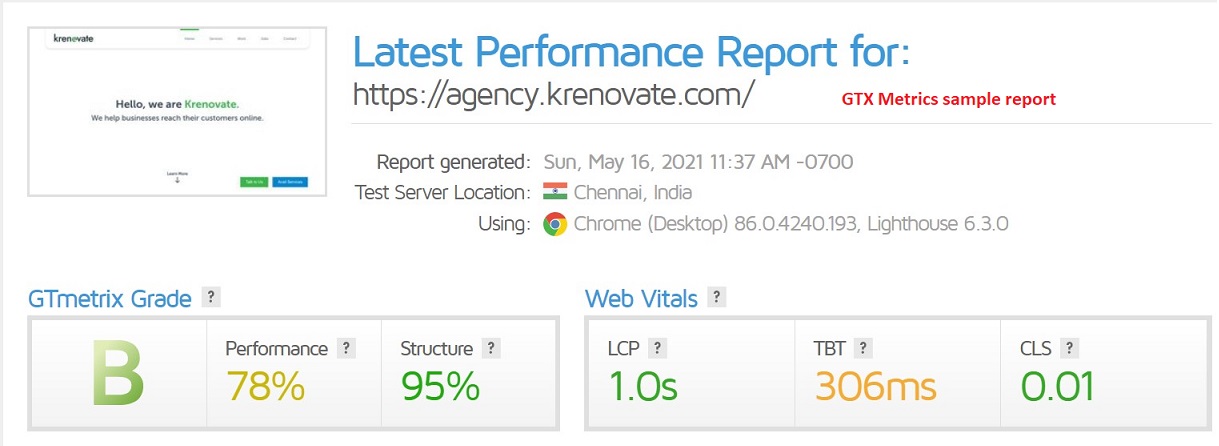 krenovate
Home Services Work Jobs Contact
Hello, we are Krenovate.
We help businesses reach their customers online.
Learn More
Talk to Us Avail Services
Latest Performance Report for:
https://agency.krenovate.com/
GTX Metrics sample report
Report generated: Sun, May 16, 2021 11:37 AM -0700
Test Server Location: Chennai, India
Using: Chrome (Desktop) 86.0.4240.193, Lighthouse 6.3.0
GTmetrix Grade ?
B
Performance ?
78%
Structure ?
95%
Web Vitals ?
LCP ?
1.0s
TBT ?
306ms
CLS ?
0.01